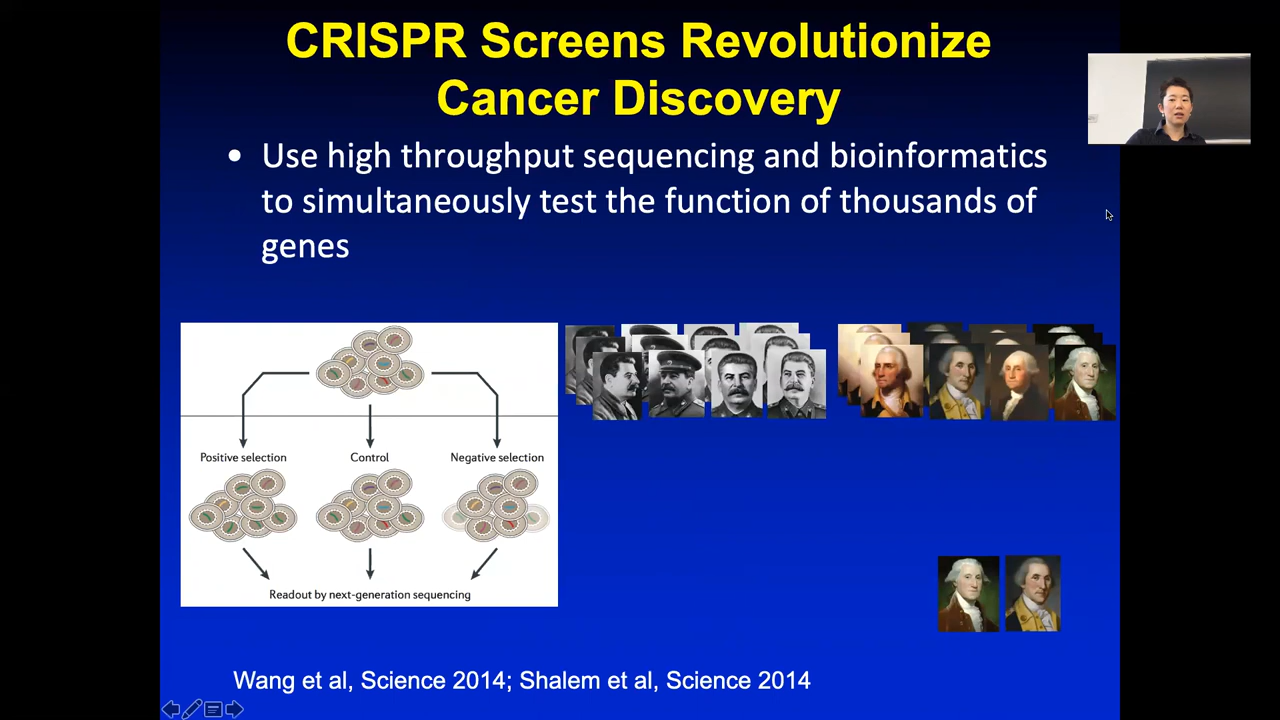 CRISPR Screens Revolutionize
Cancer Discovery
• Use high throughput sequencing and bioinformatics
to simultaneously test the function of thousands of
genes
Positive selection
Control
Negative selection
Readout by next-generation sequencing
Wang et al, Science 2014; Shalem et al, Science 2014